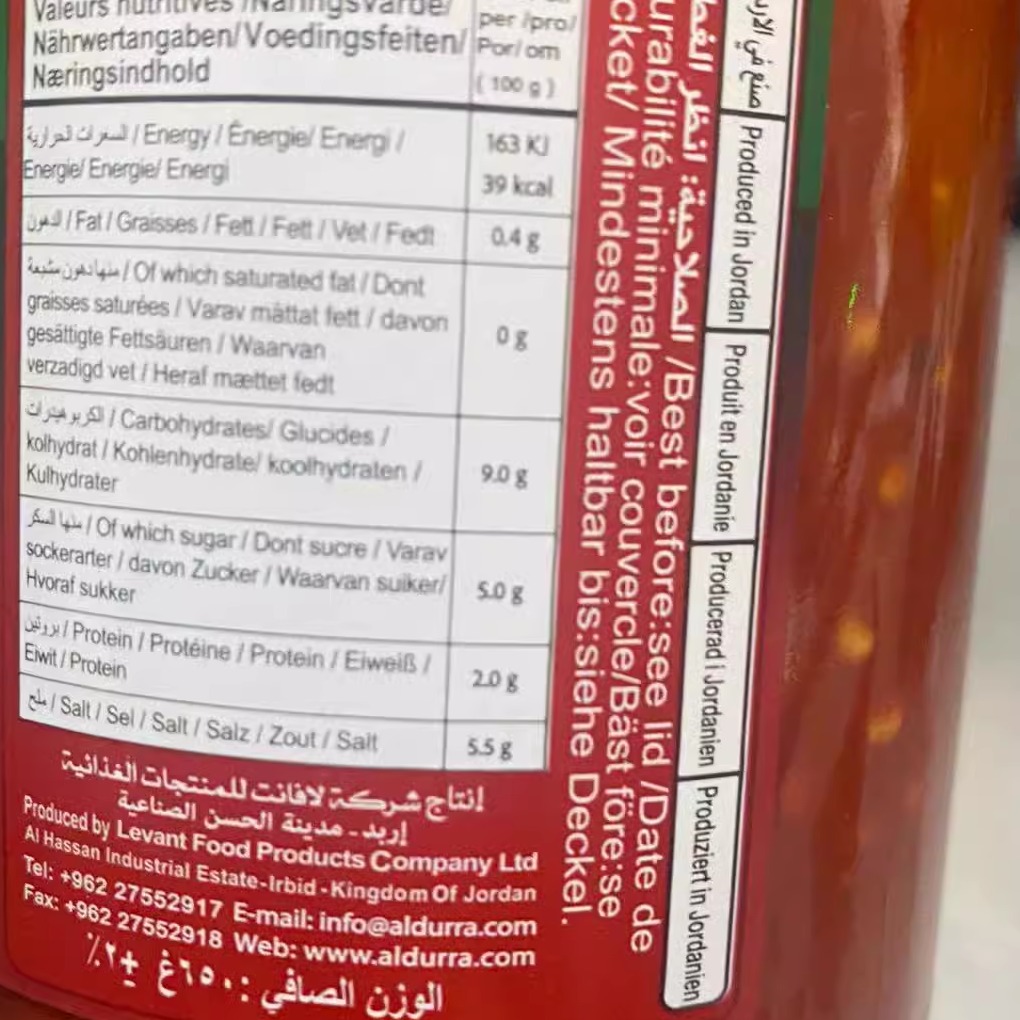 Valeurs nutritives /Näringsvärde/
Nährwertangaben/Voedingsfeiten/
Næringsindhold
per /pro/
Por/om
( 100 g )
السعرات الحرارية / Energy / Énergie/ Energi /
Energie/ Energie/ Energi
163 KJ
39 kcal
الدهون / Fat / Graisses / Fett / Fett / Vet / Fedt
0.4 g
منها دهون مشبعة / Of which saturated fat / Dont
graisses saturées / Varav mättat fett / davon
gesättigte Fettsäuren / Waarvan
verzadigd vet / Heraf mættet fedt
0 g
الكربوهيدرات / Carbohydrates/ Glucides /
kolhydrat / Kohlenhydrate/ koolhydraten /
Kulhydrater
9.0 g
منها السكر / Of which sugar / Dont sucre / Varav
sockerarter / davon Zucker / Waarvan suiker/
Hvoraf sukker
5.0 g
بروتين / Protein / Protéine / Protein / Eiweiß /
Eiwit / Protein
2.0 g
ملح / Salt / Sel / Salt / Salz / Zout / Salt
5.5 g
إنتاج شركة لافانت للمنتجات الغذائية
إربد - مدينة الحسن الصناعية
Produced by Levant Food Products Company Ltd
Al Hassan Industrial Estate-Irbid-Kingdom Of Jordan
Tel: +962 27552917 E-mail: info@aldurra.com
Fax: +962 27552918 Web: www.aldurra.com
الوزن الصافي : ٦٥٠غ ±٢٪
الصلاحية: انظر /Best before:see lid /Date de
urabilité minimale:voir couvercle/Bäst före:se
cket/ Mindestens haltbar bis:siehe Deckel.
صنع في
Produced in Jordan
Produit en Jordanie
Producerad i Jordanien
Produziert in Jordanien